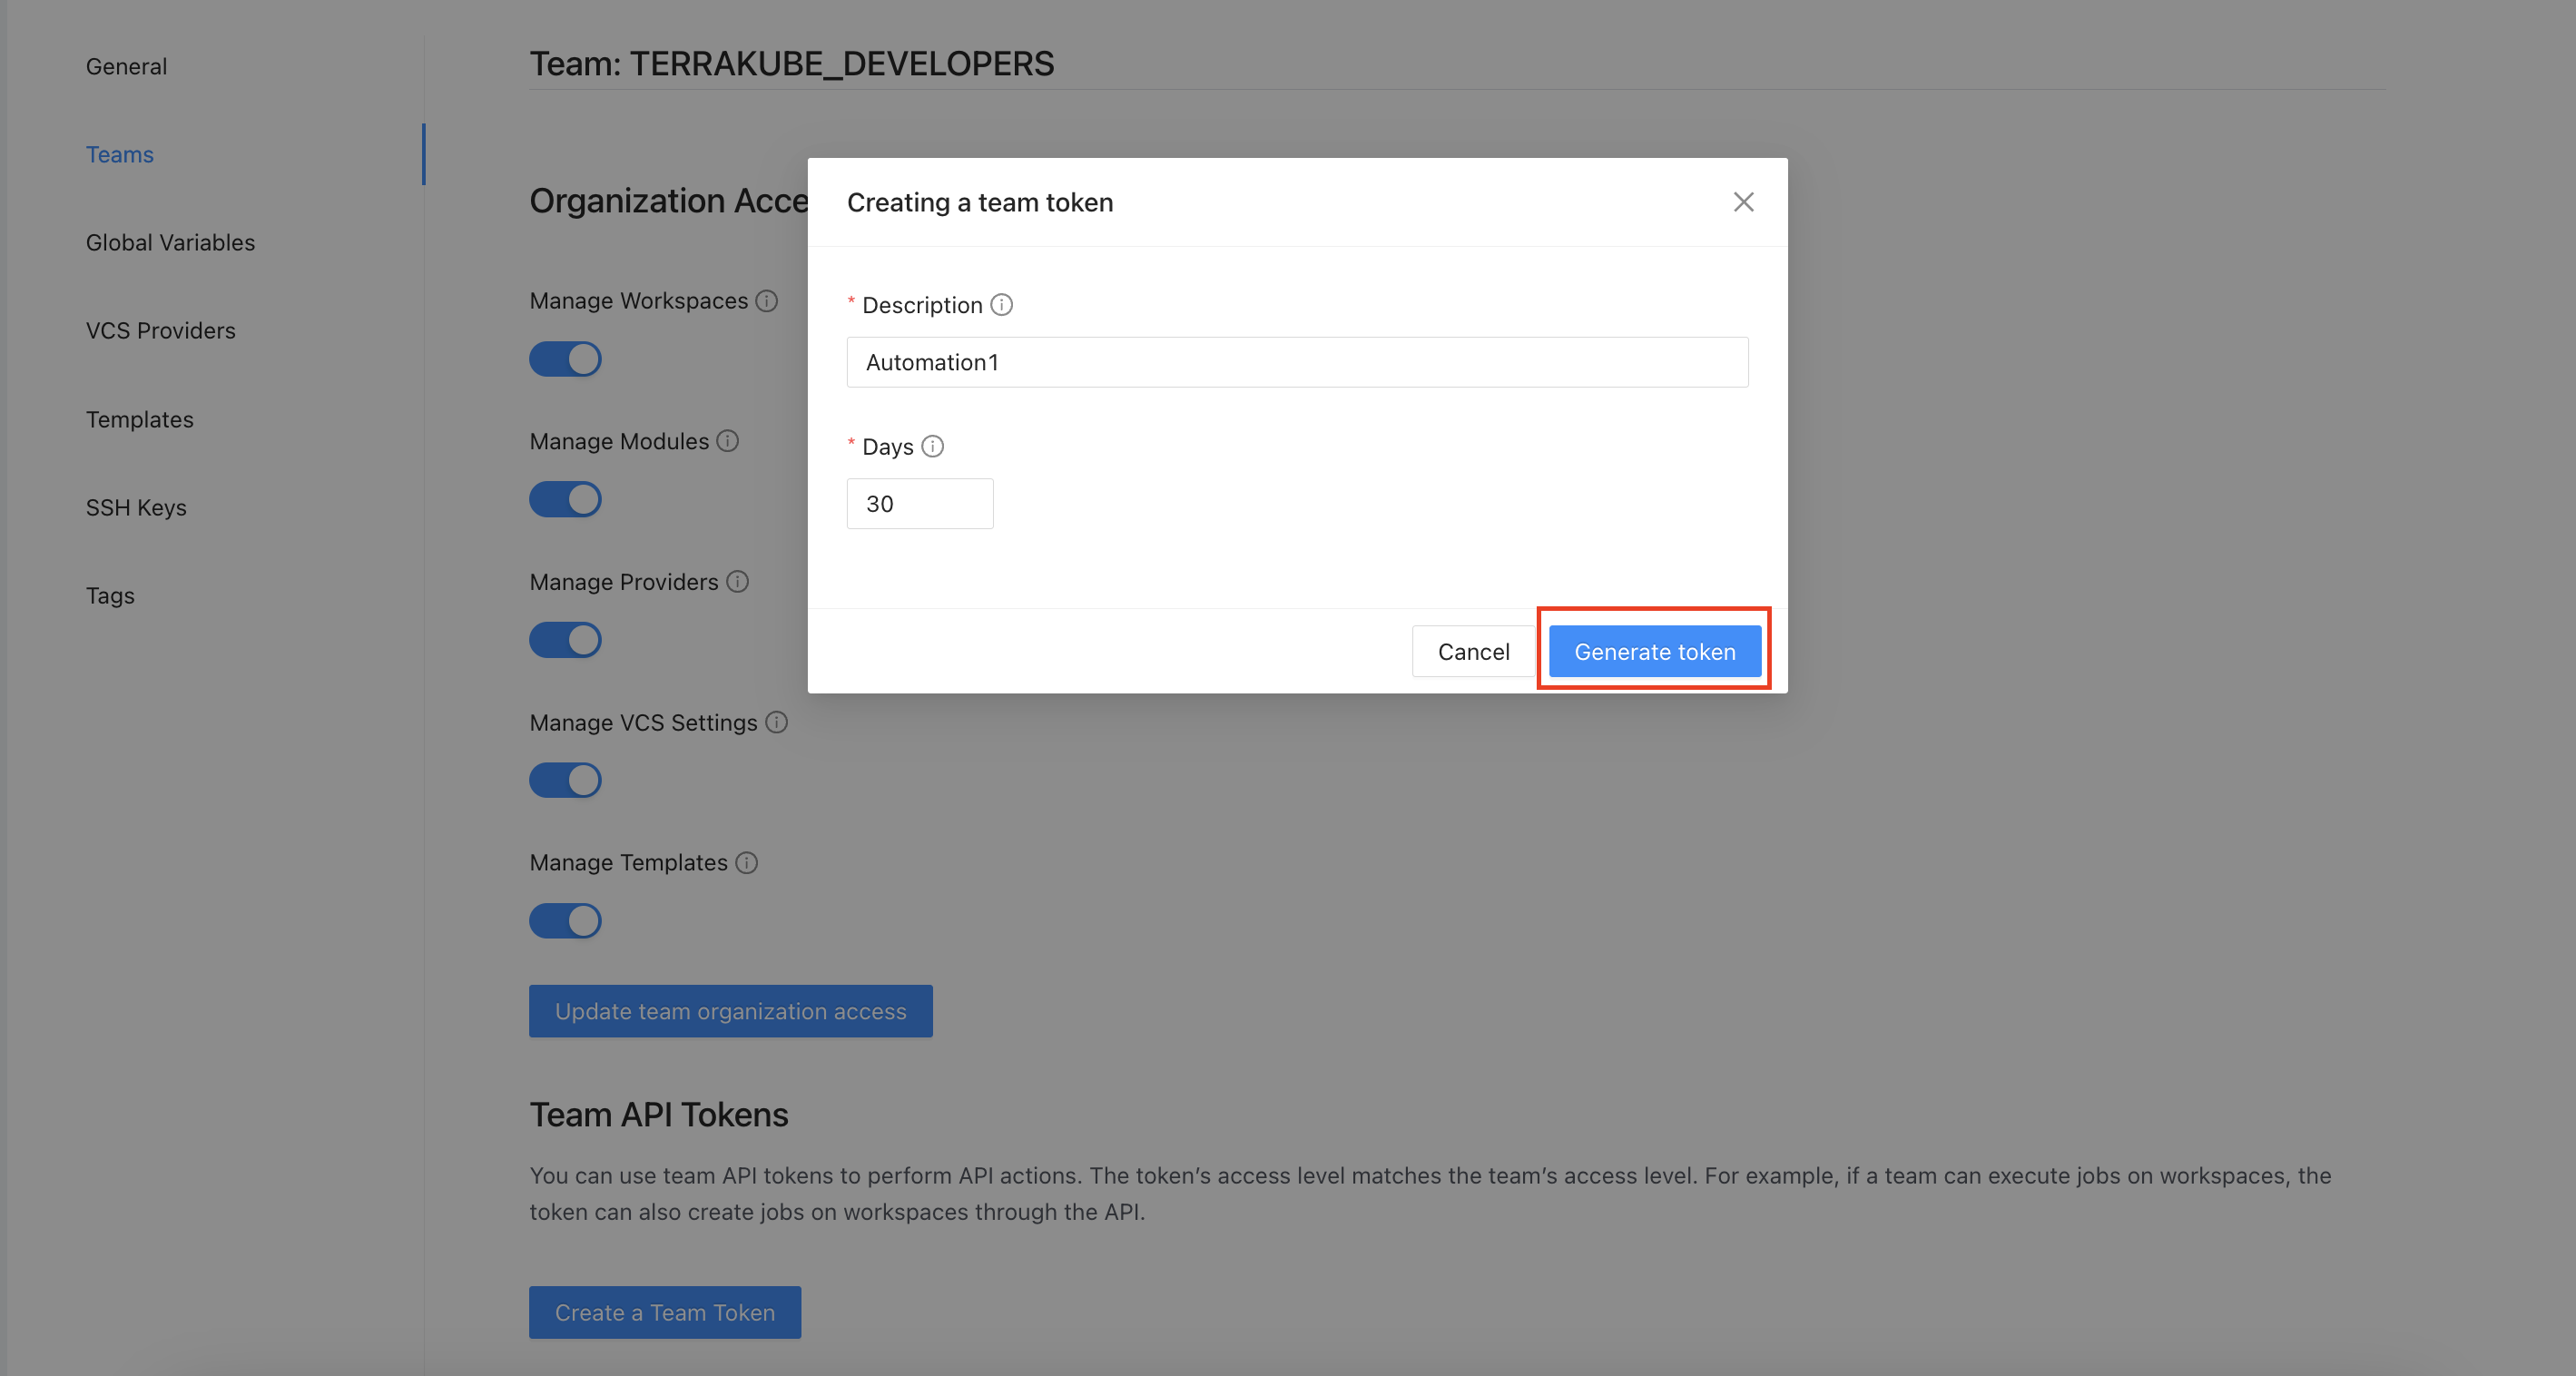 General
Teams
Global Variables
VCS Providers
Templates
SSH Keys
Tags
Team: TERRAKUBE_DEVELOPERS
Organization Acce
Manage Workspaces
Manage Modules
Manage Providers
Manage VCS Settings
Manage Templates
Update team organization access
Team API Tokens
You can use team API tokens to perform API actions. The token’s access level matches the team’s access level. For example, if a team can execute jobs on workspaces, the
token can also create jobs on workspaces through the API.
Create a Team Token
Creating a team token
* Description
Automation1
* Days
30
Cancel
Generate token